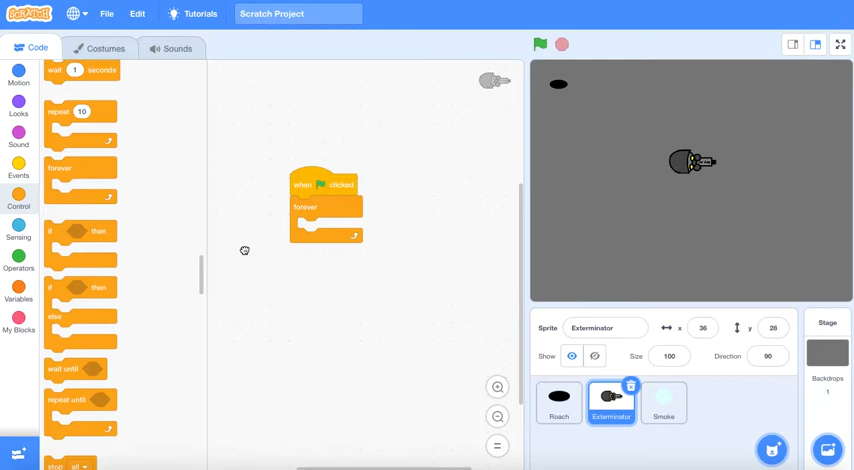 SCRATCH
File
Edit
Tutorials
Scratch Project
Code
Costumes
Sounds
Motion
Looks
Sound
Events
Control
Sensing
Operators
Variables
My Blocks
wait 1 seconds
repeat 10
forever
if then
if then
else
wait until
repeat until
stop all
when clicked
forever
Sprite Exterminator x 36 y 28
Show Size 100 Direction 90
Roach
Exterminator
Smoke
Stage
Backdrops
1